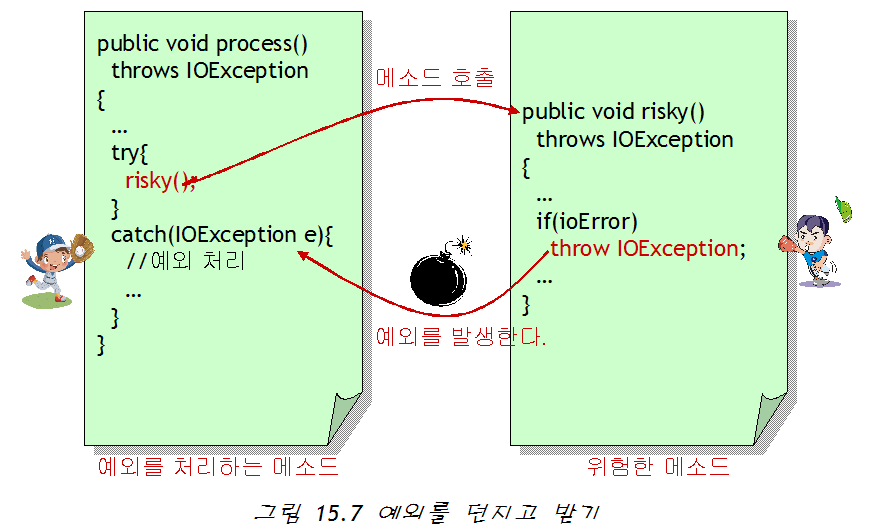 public void process()
throws IOException
{
...
try{
risky();
}
catch(IOException e){
//예외 처리
...
}
}
메소드 호출
public void risky()
throws IOException
{
...
if(ioError)
throw IOException;
...
}
예외를 발생한다.
예외를 처리하는 메소드
위험한 메소드
그림 15.7 예외를 던지고 받기